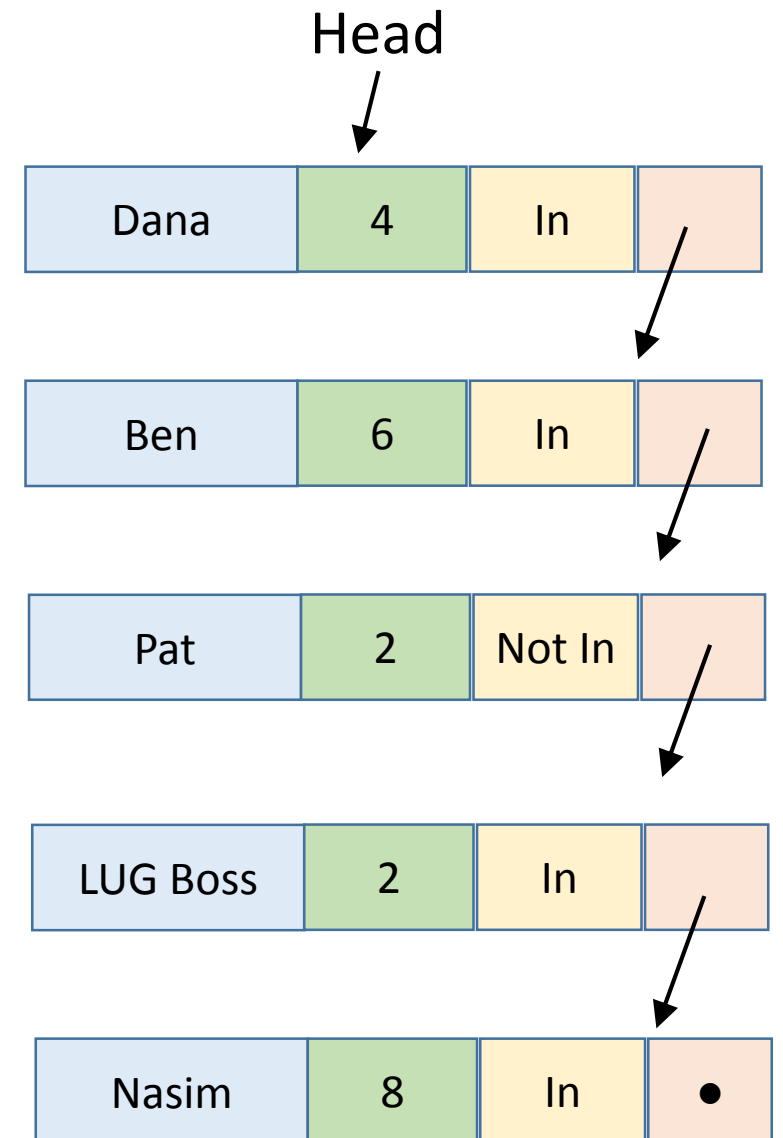 Head
Dana 4 In
Ben 6 In
Pat 2 Not In
LUG Boss 2 In
Nasim 8 In